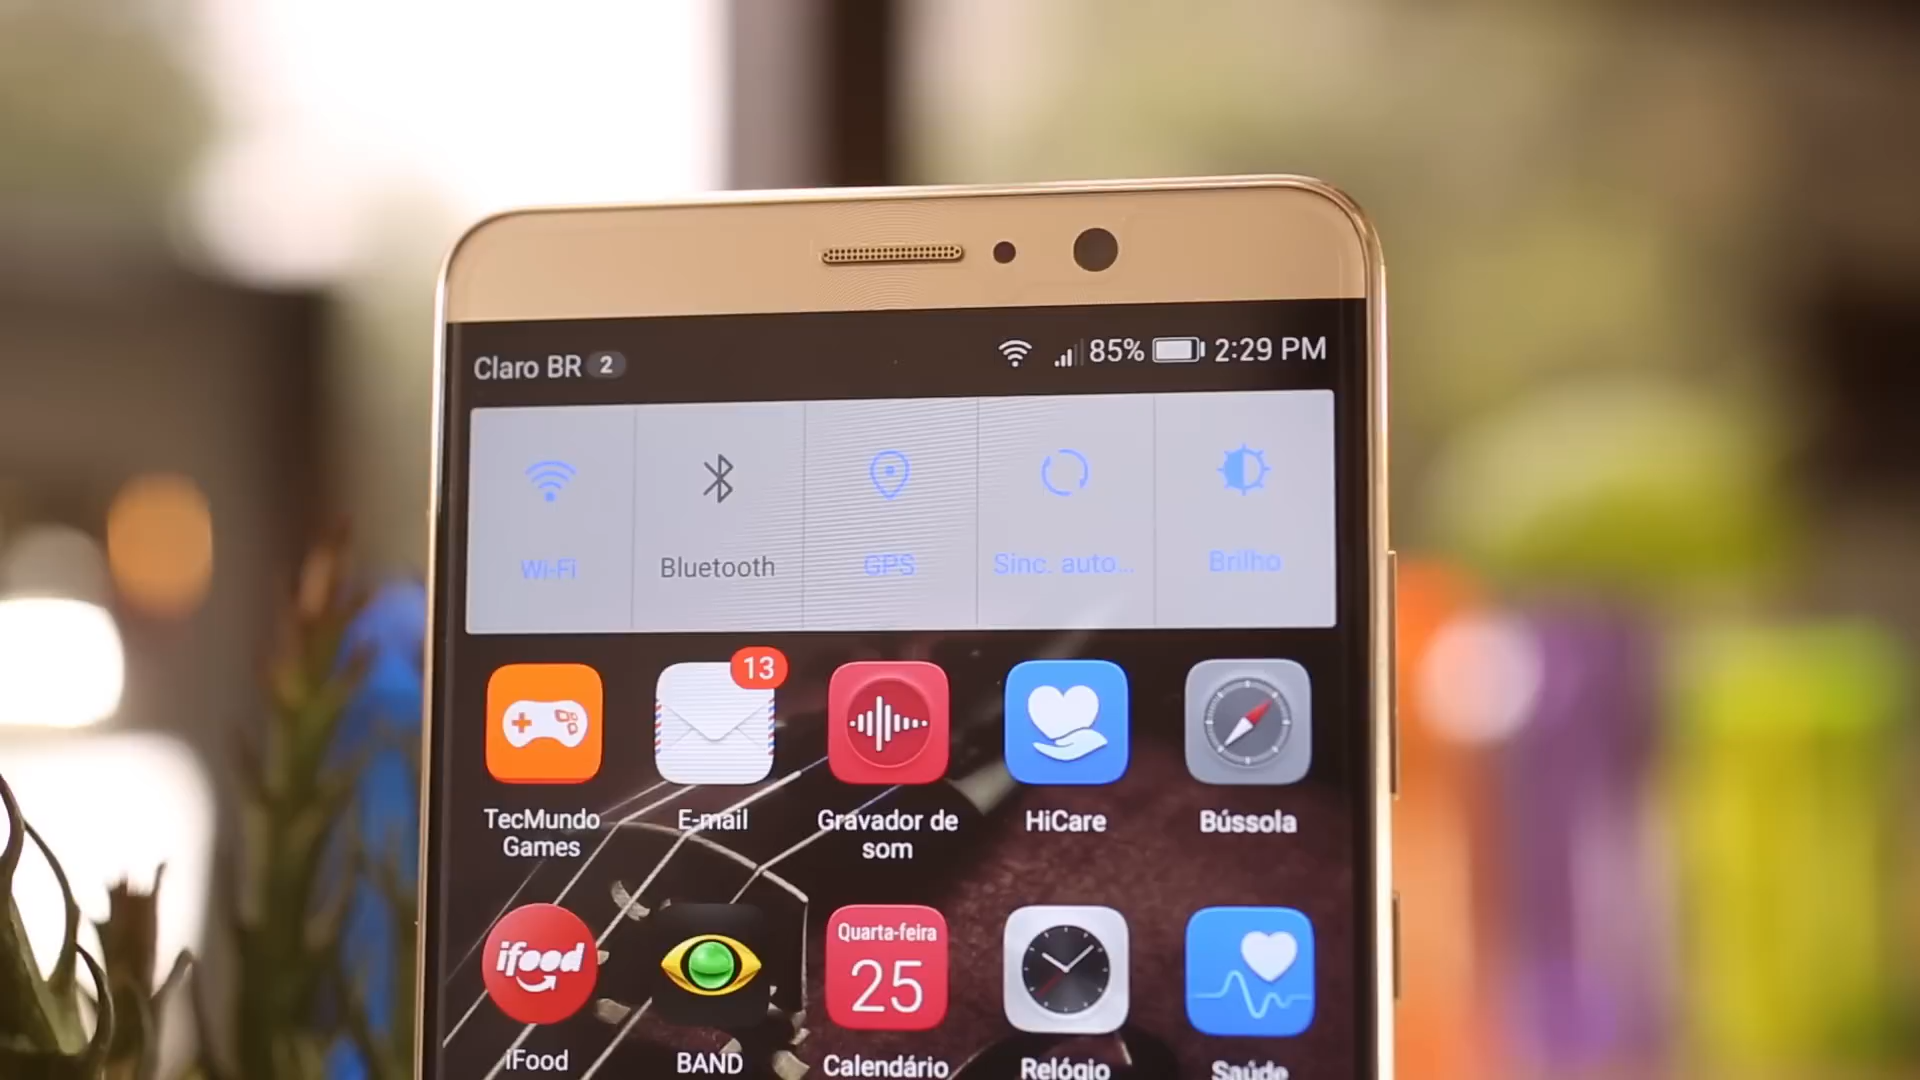 Claro BR 2 85% 2:29 PM
Wi-Fi Bluetooth GPS Sinc. auto... Brilho
13
TecMundo Games
E-mail
Gravador de som
HiCare
Bússola
ifood
Quarta-feira
25
iFood BAND Calendário Relógio Saúde